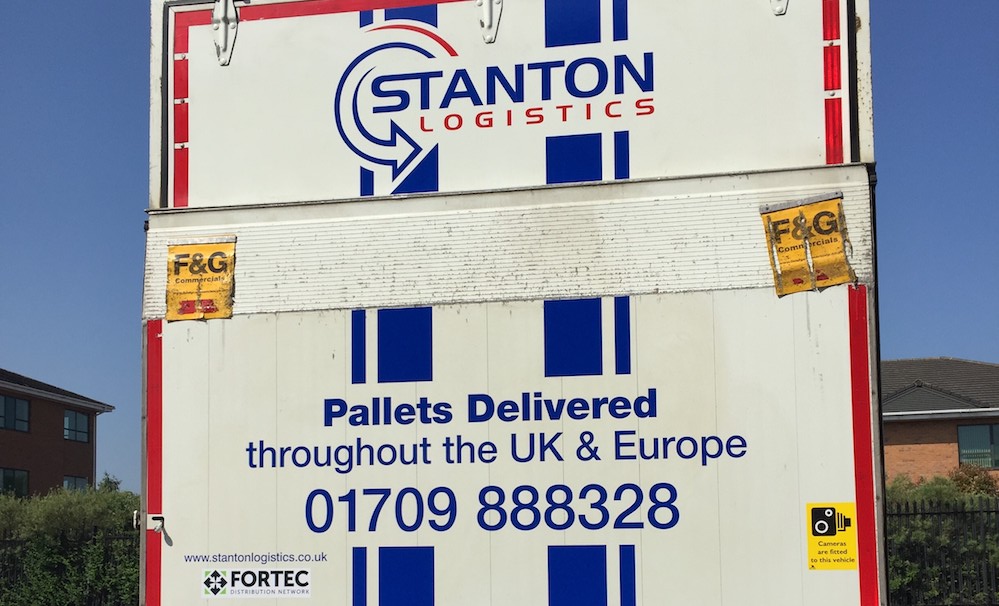 STANTON
LOGISTICS
F&G
Commercials
F&G
Commercials
Pallets Delivered
throughout the UK & Europe
01709 888328
www.stantonlogistics.co.uk
FORTEC
DISTRIBUTION NETWORK
Cameras
are fitted
to this vehicle